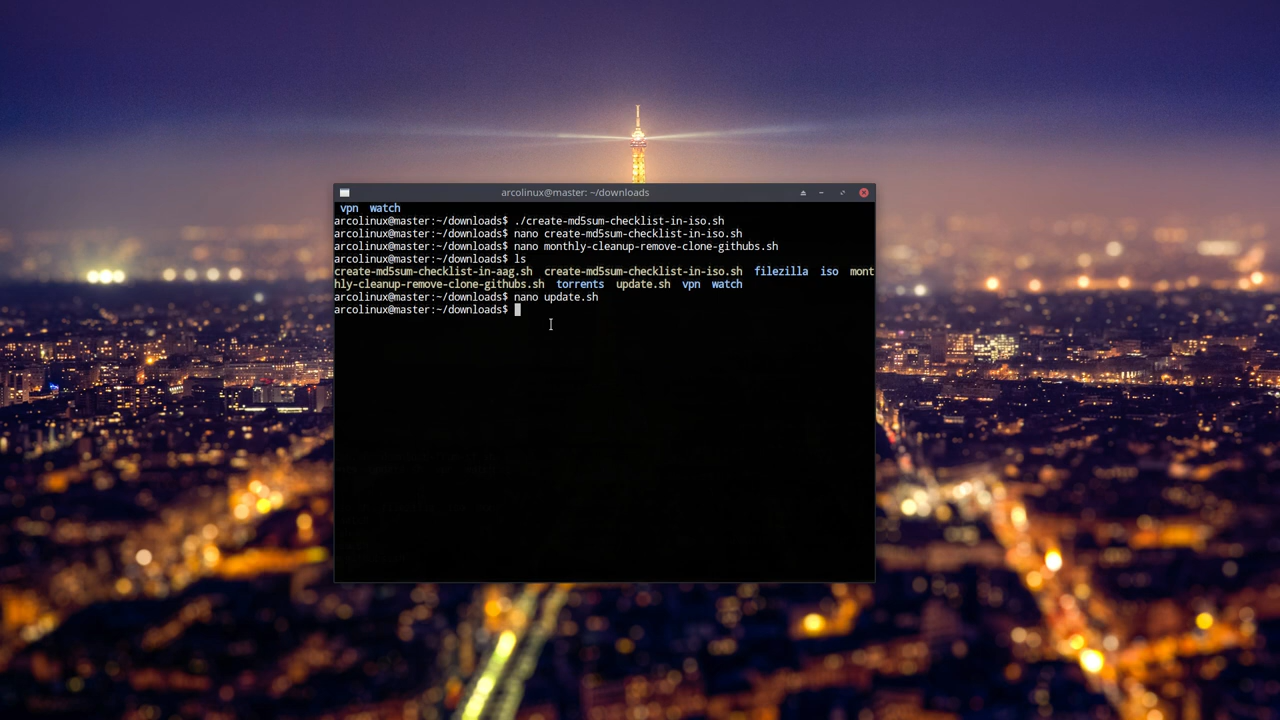 arcolinux@master: ~/downloads
vpn  watch
arcolinux@master:~/downloads$ ./create-md5sum-checklist-in-iso.sh
arcolinux@master:~/downloads$ nano create-md5sum-checklist-in-iso.sh
arcolinux@master:~/downloads$ nano monthly-cleanup-remove-clone-githubs.sh
arcolinux@master:~/downloads$ ls
create-md5sum-checklist-in-aag.sh  create-md5sum-checklist-in-iso.sh  filezilla  iso  mont
hly-cleanup-remove-clone-githubs.sh  torrents  update.sh  vpn  watch
arcolinux@master:~/downloads$ nano update.sh
arcolinux@master:~/downloads$